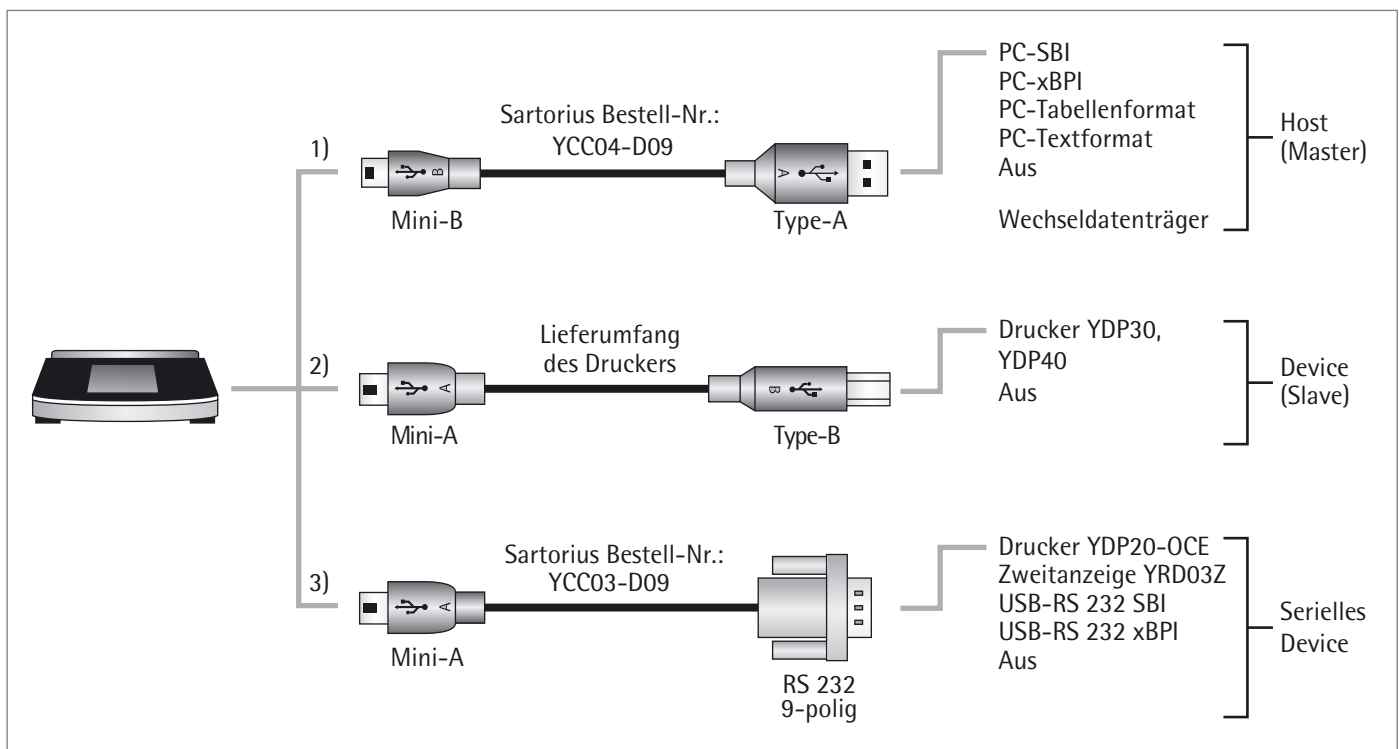 1)
Sartorius Bestell-Nr.:
YCC04-D09
B
A
Mini-B
Type-A
PC-SBI
PC-xBPI
PC-Tabellenformat
PC-Textformat
Aus
Wechseldatenträger
Host
(Master)
2)
Lieferumfang
des Druckers
A
B
Mini-A
Type-B
Drucker YDP30,
YDP40
Aus
Device
(Slave)
3)
Sartorius Bestell-Nr.:
YCC03-D09
A
Mini-A
RS 232
9-polig
Drucker YDP20-OCE
Zweitanzeige YRD03Z
USB-RS 232 SBI
USB-RS 232 xBPI
Aus
Serielles
Device